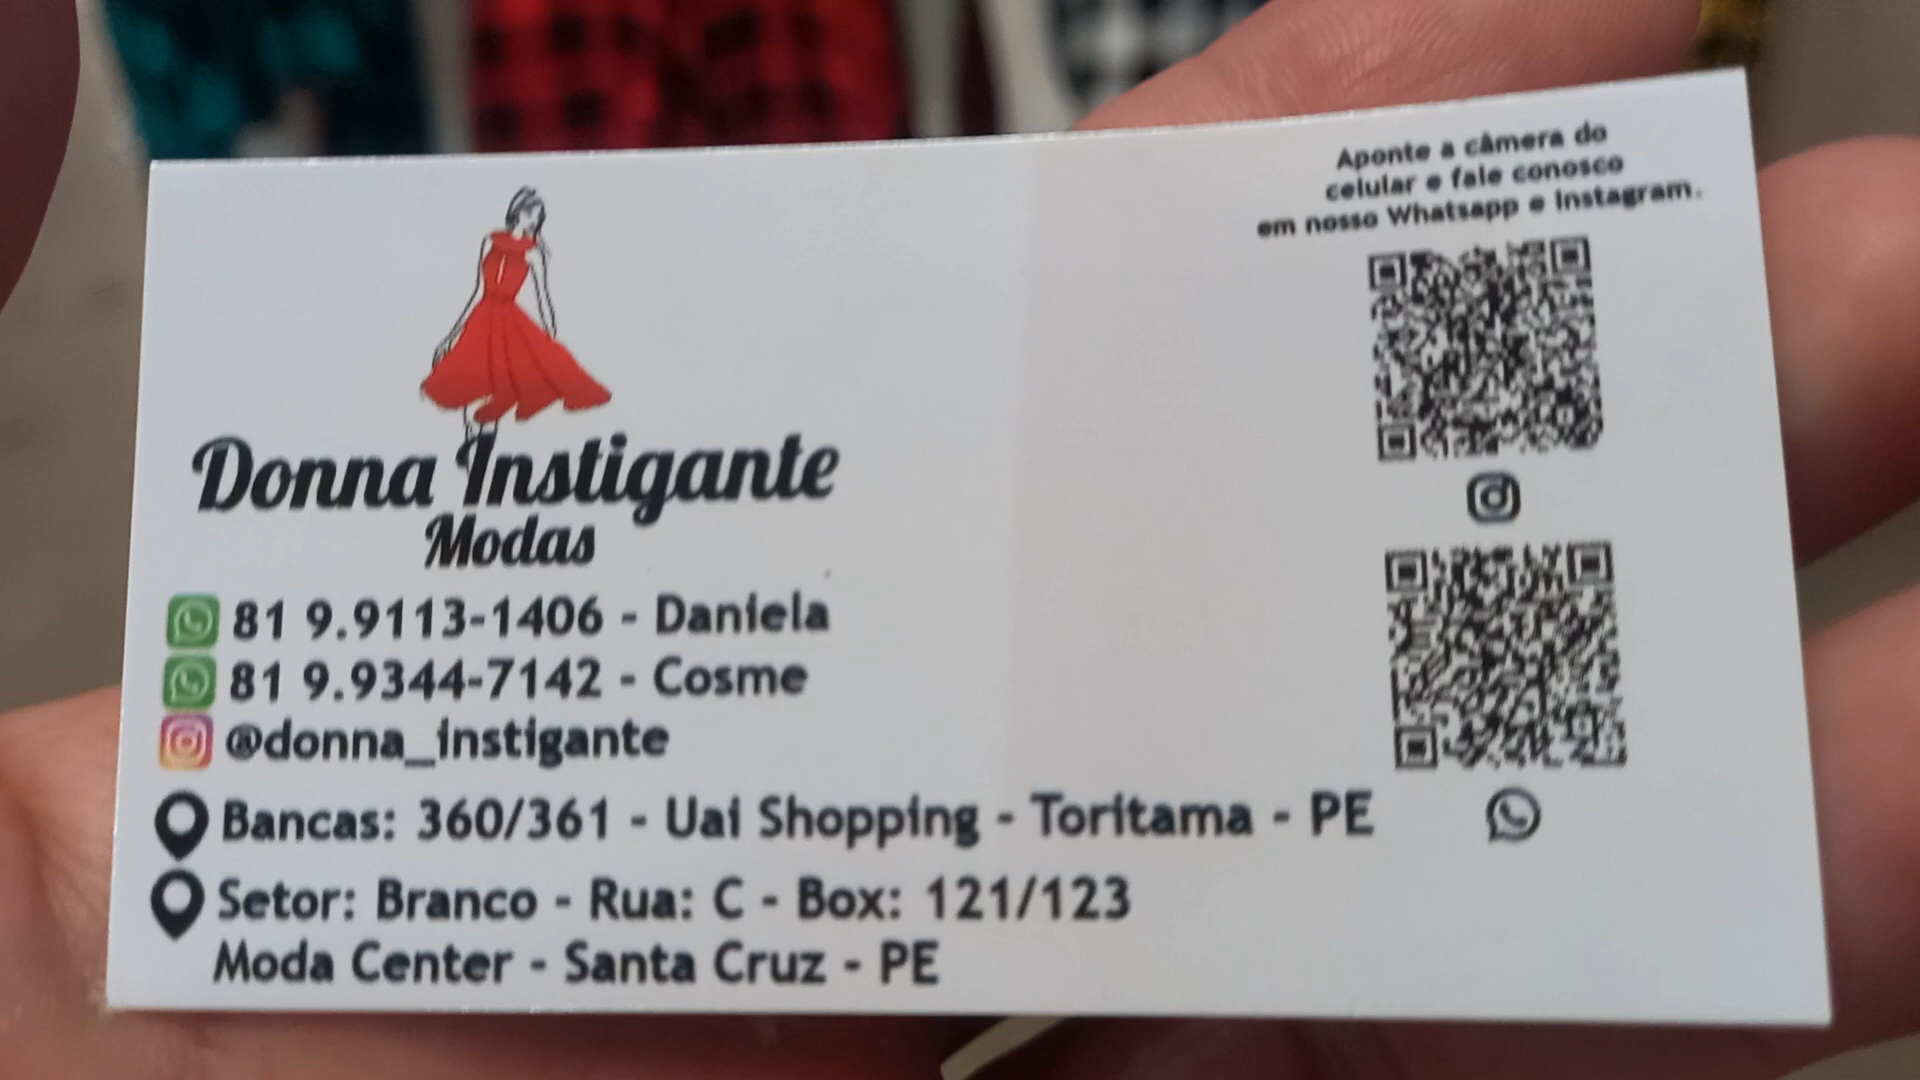 Donna Instigante
Modas
81 9.9113-1406 - Daniela
81 9.9344-7142 - Cosme
@donna_instigante
Bancas: 360/361 - Uai Shopping - Toritama - PE
Setor: Branco - Rua: C - Box: 121/123
Moda Center - Santa Cruz - PE
Aponte a câmera do
celular e fale conosco
em nosso Whatsapp e Instagram.